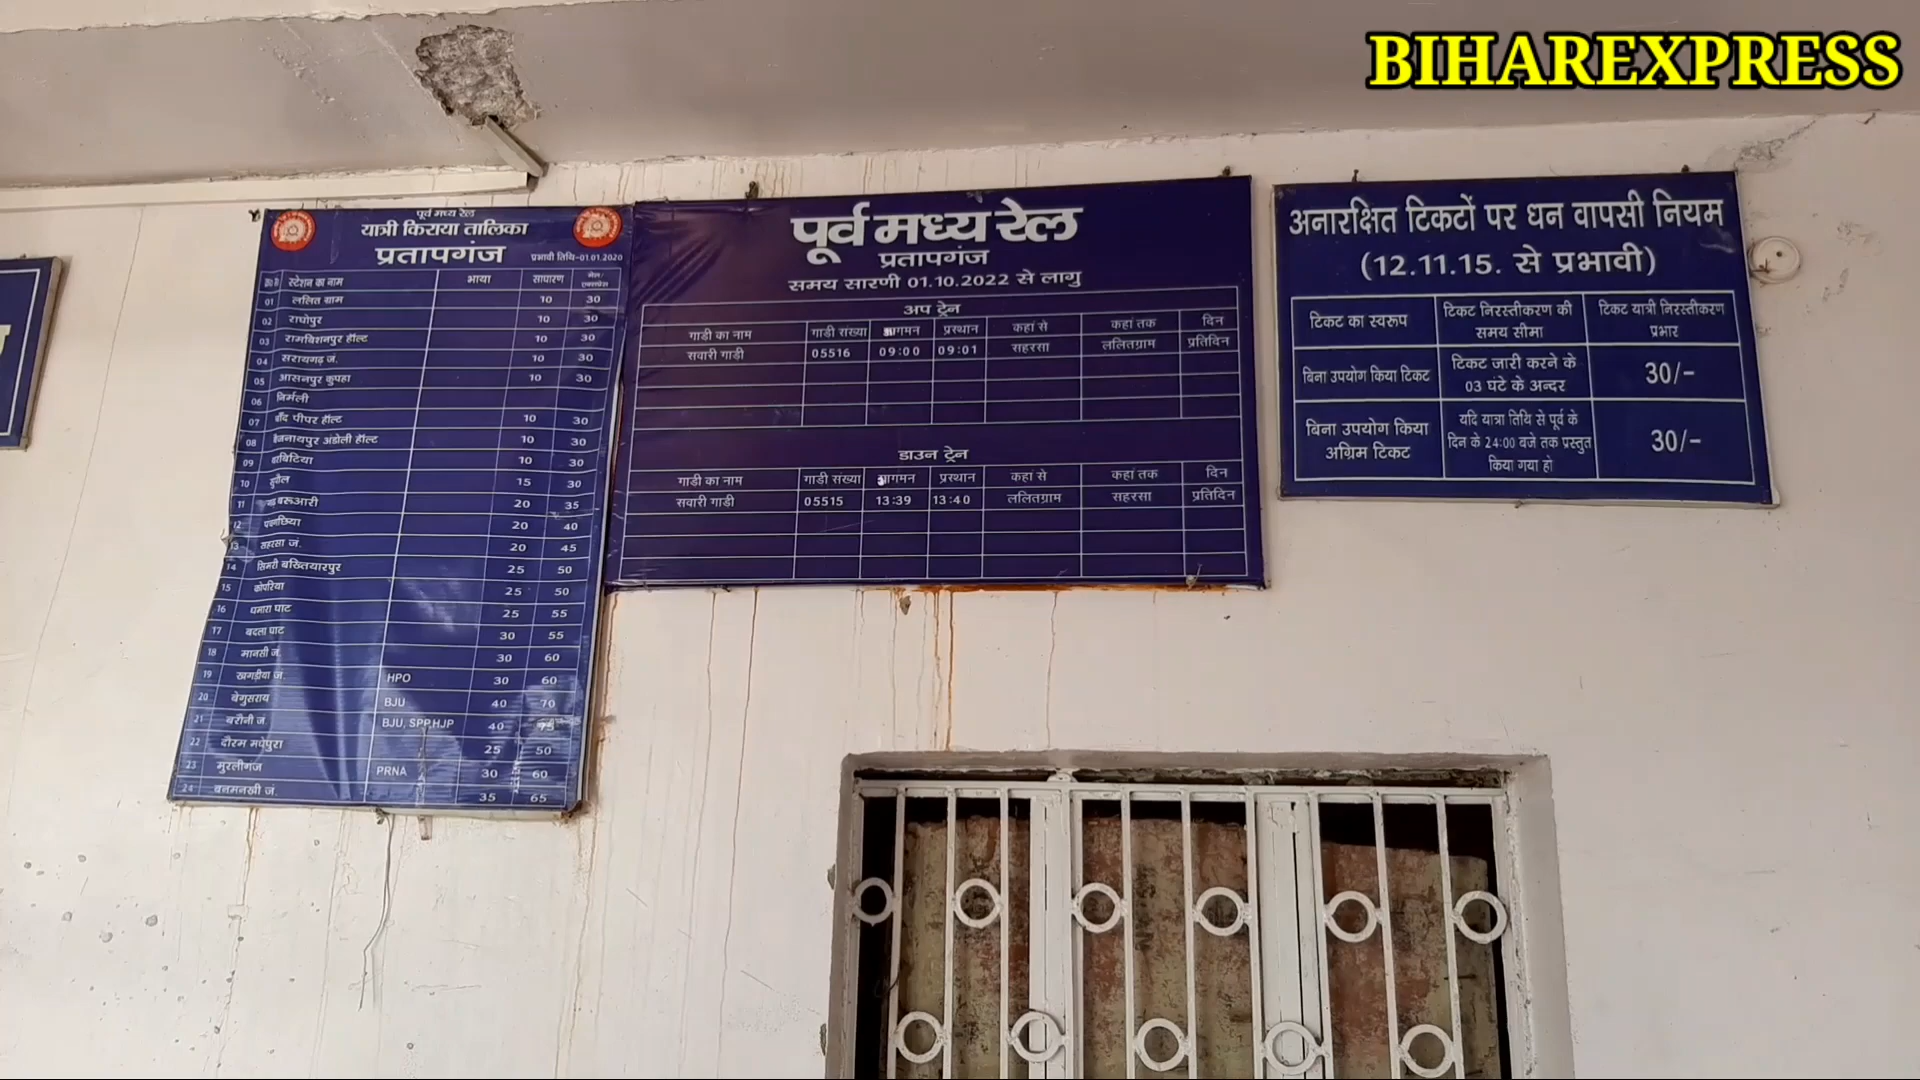 BIHAREXPRESS
पूर्व मध्य रेल
यात्री किराया तालिका
प्रतापगंज
प्रभावी तिथि-01.01.2020
स्टेशन का नाम भाया साधारण
01 ललित ग्राम 10 30
02 राघोपुर 10 30
03 रामबिशनपुर हॉल्ट 10 30
04 सरायगढ़ जं. 10 30
05 आसनपुर कुपहा 10 30
06 निर्मली
07 पीपर हॉल्ट 10 30
08 अंडोली हॉल्ट 10 30
09 10 30
10 15 30
11 बरूआरी 20 35
12 20 40
13 सहरसा जं. 20 45
14 सिमरी बख्तियारपुर 25 50
15 कोपरिया 25 50
16 धमारा घाट 25 55
17 बदला घाट 30 55
18 मानसी जं. 30 60
19 खगड़ीया जं. HPO 30 60
20 बेगुसराय BJU 40 70
21 बरौनी जं. BJU, SPP,HJP 40 75
22 दौरम मधेपुरा 25 50
23 मुरलीगंज PRNA 30 60
24 बनमनखी जं. 35 65
पूर्व मध्य रेल
प्रतापगंज
समय सारणी 01.10.2022 से लागु
अप ट्रेन
गाडी का नाम गाडी संख्या आगमन प्रस्थान कहां से कहां तक दिन
सवारी गाडी 05516 09:00 09:01 सहरसा ललितग्राम प्रतिदिन
डाउन ट्रेन
गाडी का नाम गाडी संख्या आगमन प्रस्थान कहां से कहां तक दिन
सवारी गाडी 05515 13:39 13:40 ललितग्राम सहरसा प्रतिदिन
अनारक्षित टिकटों पर धन वापसी नियम
(12.11.15. से प्रभावी)
टिकट का स्वरूप टिकट निरस्तीकरण की समय सीमा टिकट यात्री निरस्तीकरण प्रभार
बिना उपयोग किया टिकट टिकट जारी करने के 03 घंटे के अन्दर 30/-
बिना उपयोग किया अग्रिम टिकट यदि यात्रा तिथि से पूर्व के दिन के 24:00 बजे तक प्रस्तुत किया गया हो 30/-